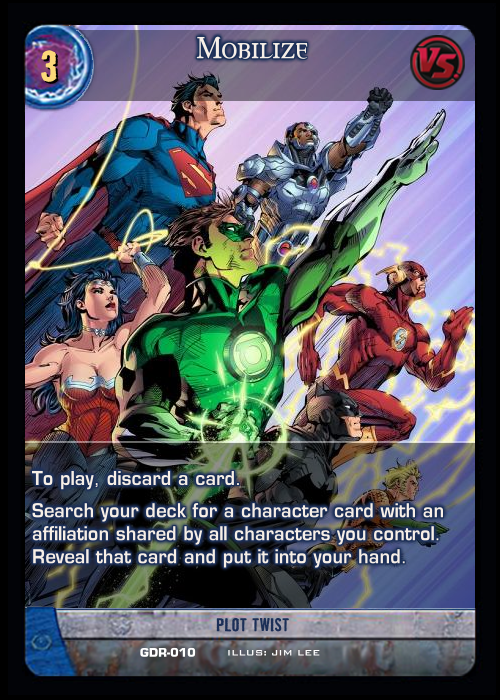 Mobilize
3
VS.
To play, discard a card.
Search your deck for a character card with an
affiliation shared by all characters you control.
Reveal that card and put it into your hand.
PLOT TWIST
GDR-010 ILLUS: JIM LEE